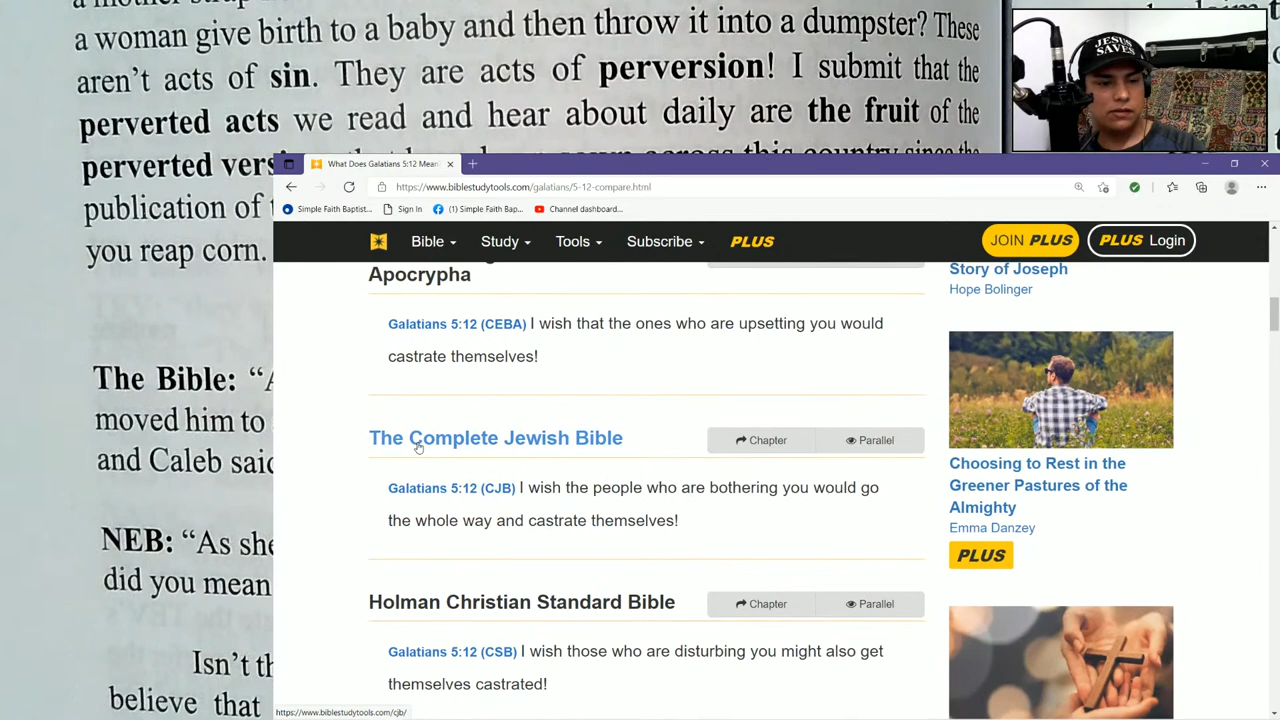 a woman give birth to a baby and then throw it into a dumpster? These
aren't acts of sin. They are acts of perversion! I submit that the
perverted acts we read and hear about daily are the fruit of the
perverted vers
publication of
you reap corn.
The Bible: "A
moved him to
and Caleb said
NEB: "As she
did you mean
Isn't th
believe that
JESUS
SAVES
What Does Galatians 5:12 Mean
https://www.biblestudytools.com/galatians/5-12-compare.html
Simple Faith Baptist... Sign In (1) Simple Faith Bap... Channel dashboard...
Bible Study Tools Subscribe PLUS JOIN PLUS PLUS Login
Apocrypha
Galatians 5:12 (CEBA) I wish that the ones who are upsetting you would
castrate themselves!
The Complete Jewish Bible Chapter Parallel
Galatians 5:12 (CJB) I wish the people who are bothering you would go
the whole way and castrate themselves!
Holman Christian Standard Bible Chapter Parallel
Galatians 5:12 (CSB) I wish those who are disturbing you might also get
themselves castrated!
Story of Joseph
Hope Bolinger
Choosing to Rest in the
Greener Pastures of the
Almighty
Emma Danzey
PLUS
https://www.biblestudytools.com/cjb/